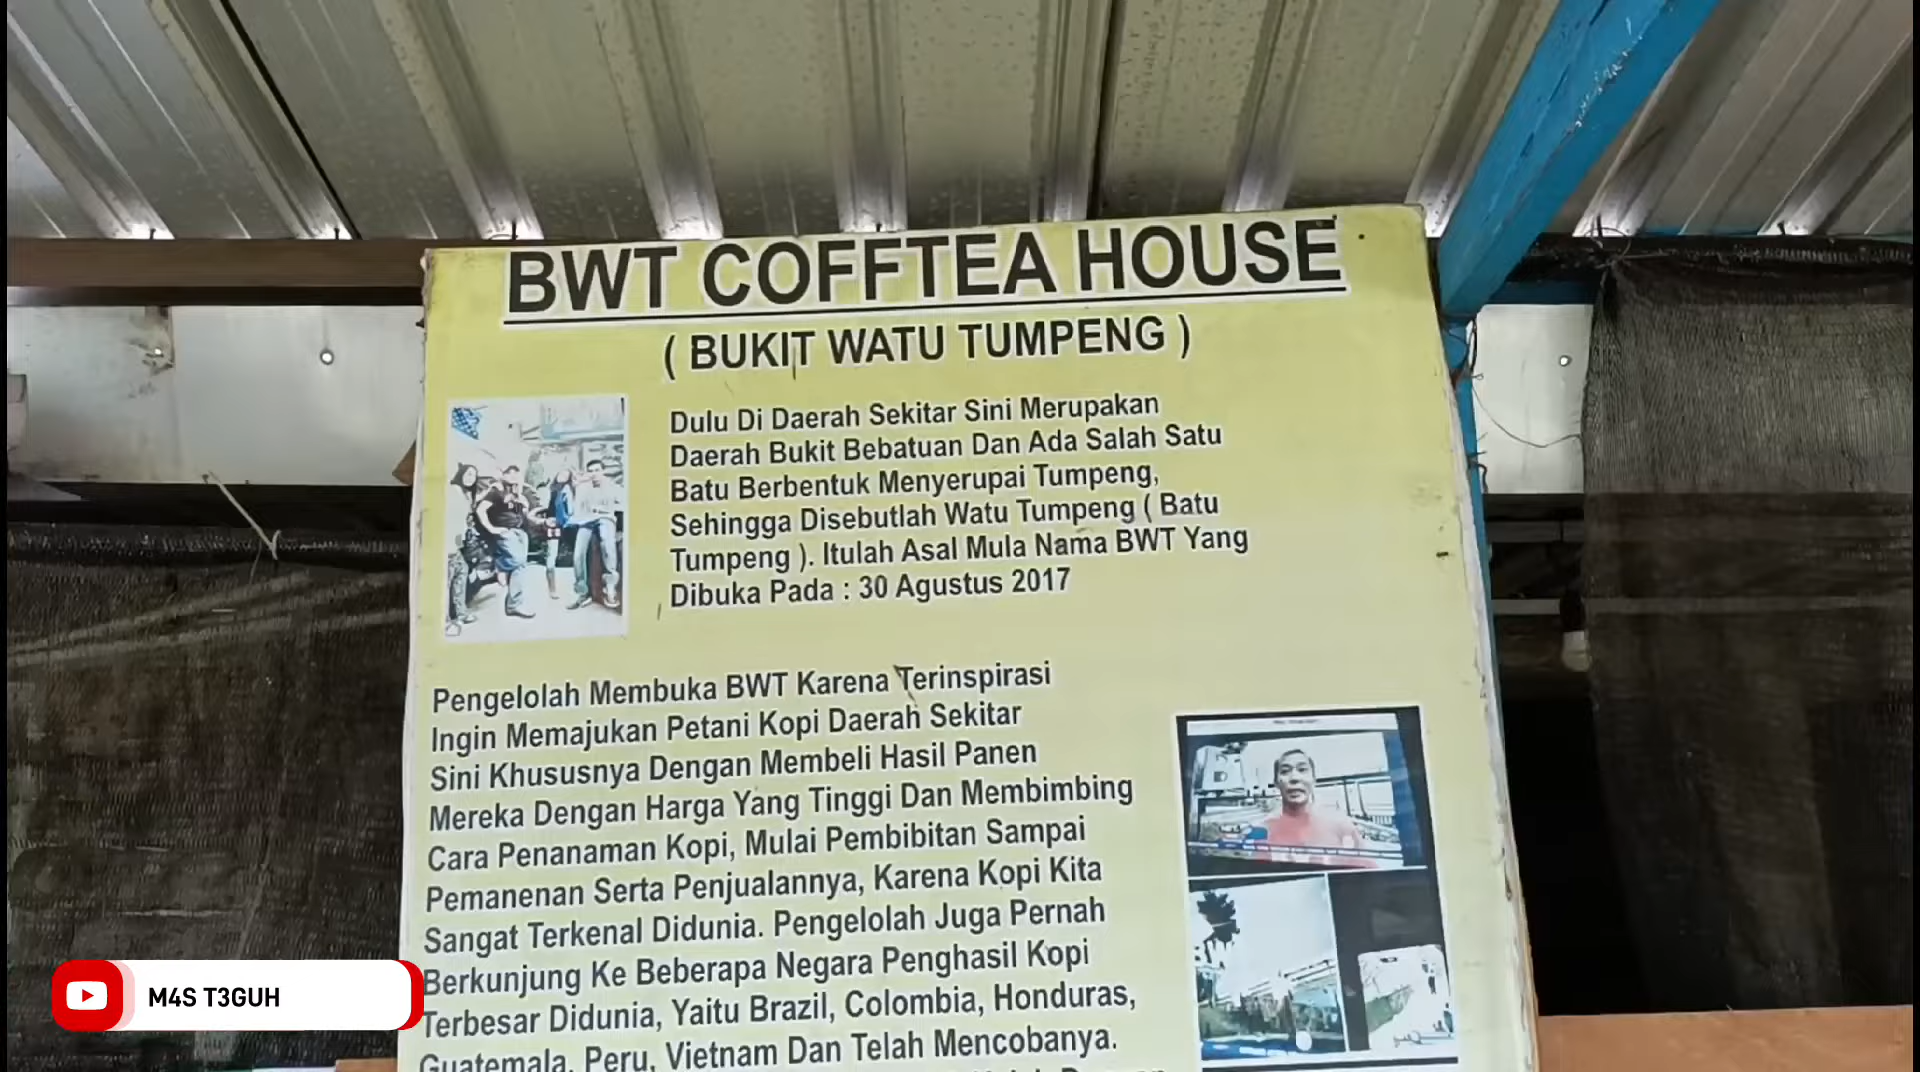 BWT COFFTEA HOUSE
( BUKIT WATU TUMPENG )
Dulu Di Daerah Sekitar Sini Merupakan
Daerah Bukit Bebatuan Dan Ada Salah Satu
Batu Berbentuk Menyerupai Tumpeng,
Sehingga Disebutlah Watu Tumpeng ( Batu
Tumpeng ). Itulah Asal Mula Nama BWT Yang
Dibuka Pada : 30 Agustus 2017
Pengelolah Membuka BWT Karena Terinspirasi
Ingin Memajukan Petani Kopi Daerah Sekitar
Sini Khususnya Dengan Membeli Hasil Panen
Mereka Dengan Harga Yang Tinggi Dan Membimbing
Cara Penanaman Kopi, Mulai Pembibitan Sampai
Pemanenan Serta Penjualannya, Karena Kopi Kita
Sangat Terkenal Didunia. Pengelolah Juga Pernah
Berkunjung Ke Beberapa Negara Penghasil Kopi
Terbesar Didunia, Yaitu Brazil, Colombia, Honduras,
Guatemala, Peru, Vietnam Dan Telah Mencobanya.
M4S T3GUH